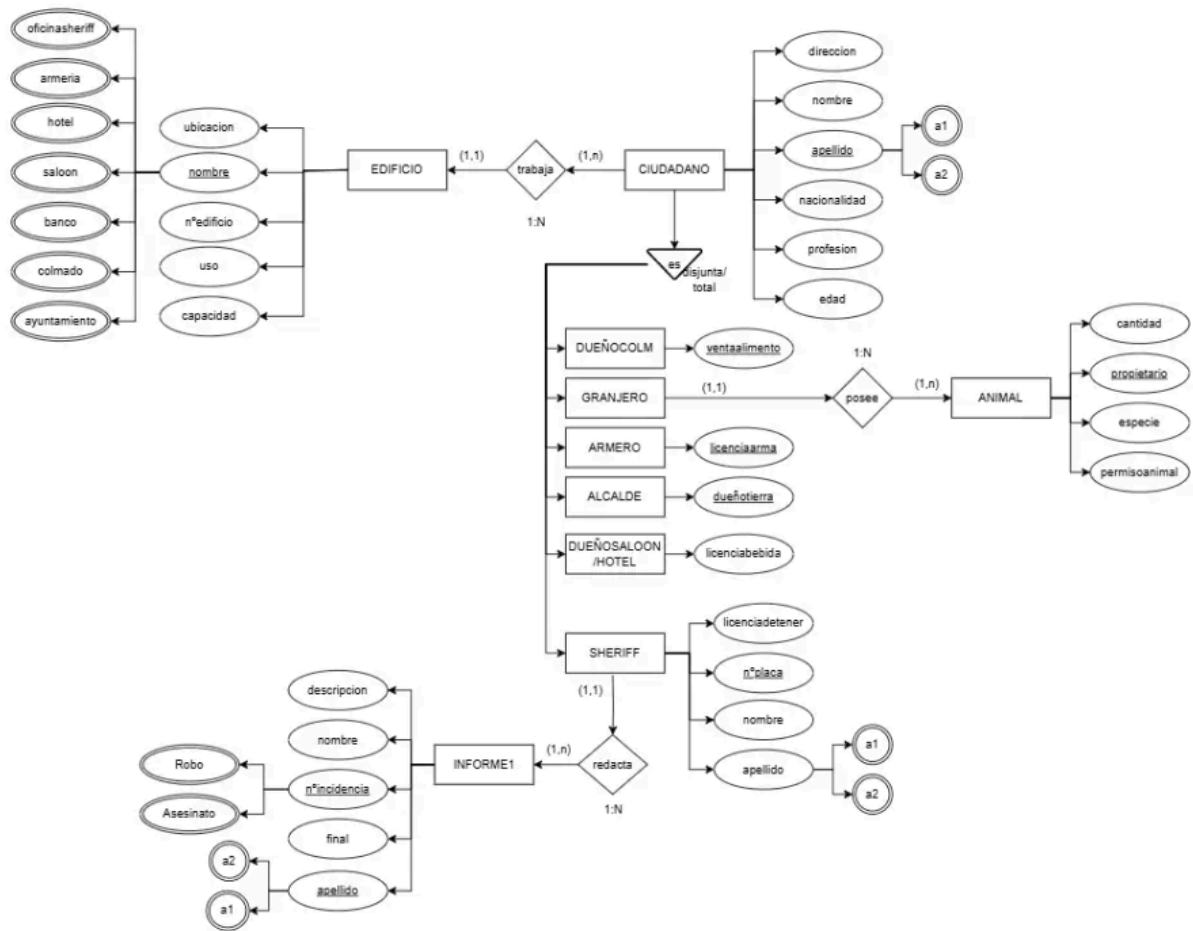 oficinasheriff
armeria
hotel
saloon
banco
colmado
ayuntamiento
ubicacion
nombre
nºedificio
uso
capacidad
EDIFICIO
(1,1)
trabaja
1:N
(1,n)
CIUDADANO
direccion
nombre
apellido
a1
a2
nacionalidad
profesion
edad
es
disjunta/
total
DUEÑOCOLM
ventaalimento
GRANJERO
(1,1)
1:N
posee
(1,n)
ANIMAL
cantidad
propietario
especie
permisoanimal
ARMERO
licenciaarma
ALCALDE
dueñotierra
DUEÑOSALOON
/HOTEL
licenciabebida
SHERIFF
licenciadetener
nºplaca
nombre
apellido
a1
a2
(1,1)
redacta
1:N
(1,n)
INFORME1
descripcion
nombre
nºincidencia
Robo
Asesinato
final
apellido
a2
a1